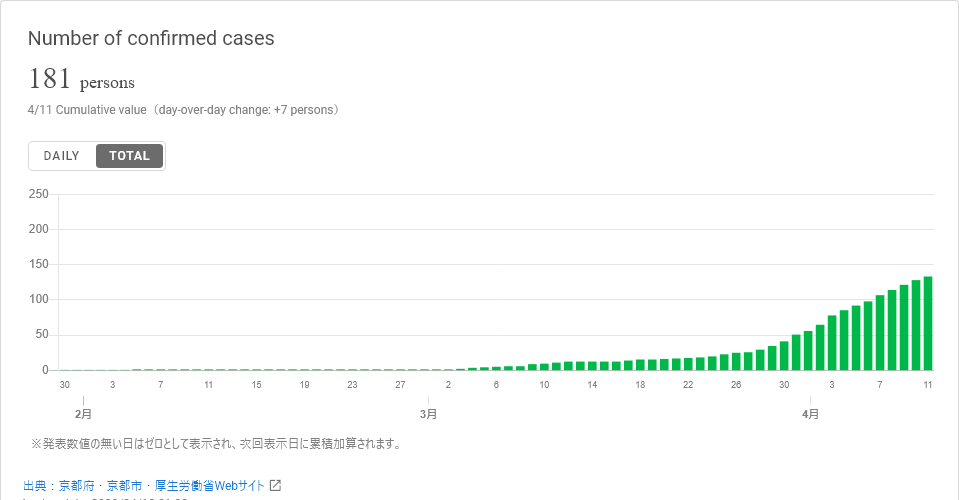 Number of confirmed cases
181 persons
4/11 Cumulative value（day-over-day change: +7 persons）
DAILY TOTAL
250
200
150
100
50
0
30 3 7 11 15 19 23 27 2 6 10 14 18 22 26 30 3 7 11
2月 3月 4月
※発表数値の無い日はゼロとして表示され、次回表示日に累積加算されます。
出典：京都府・京都市・厚生労働省Webサイト